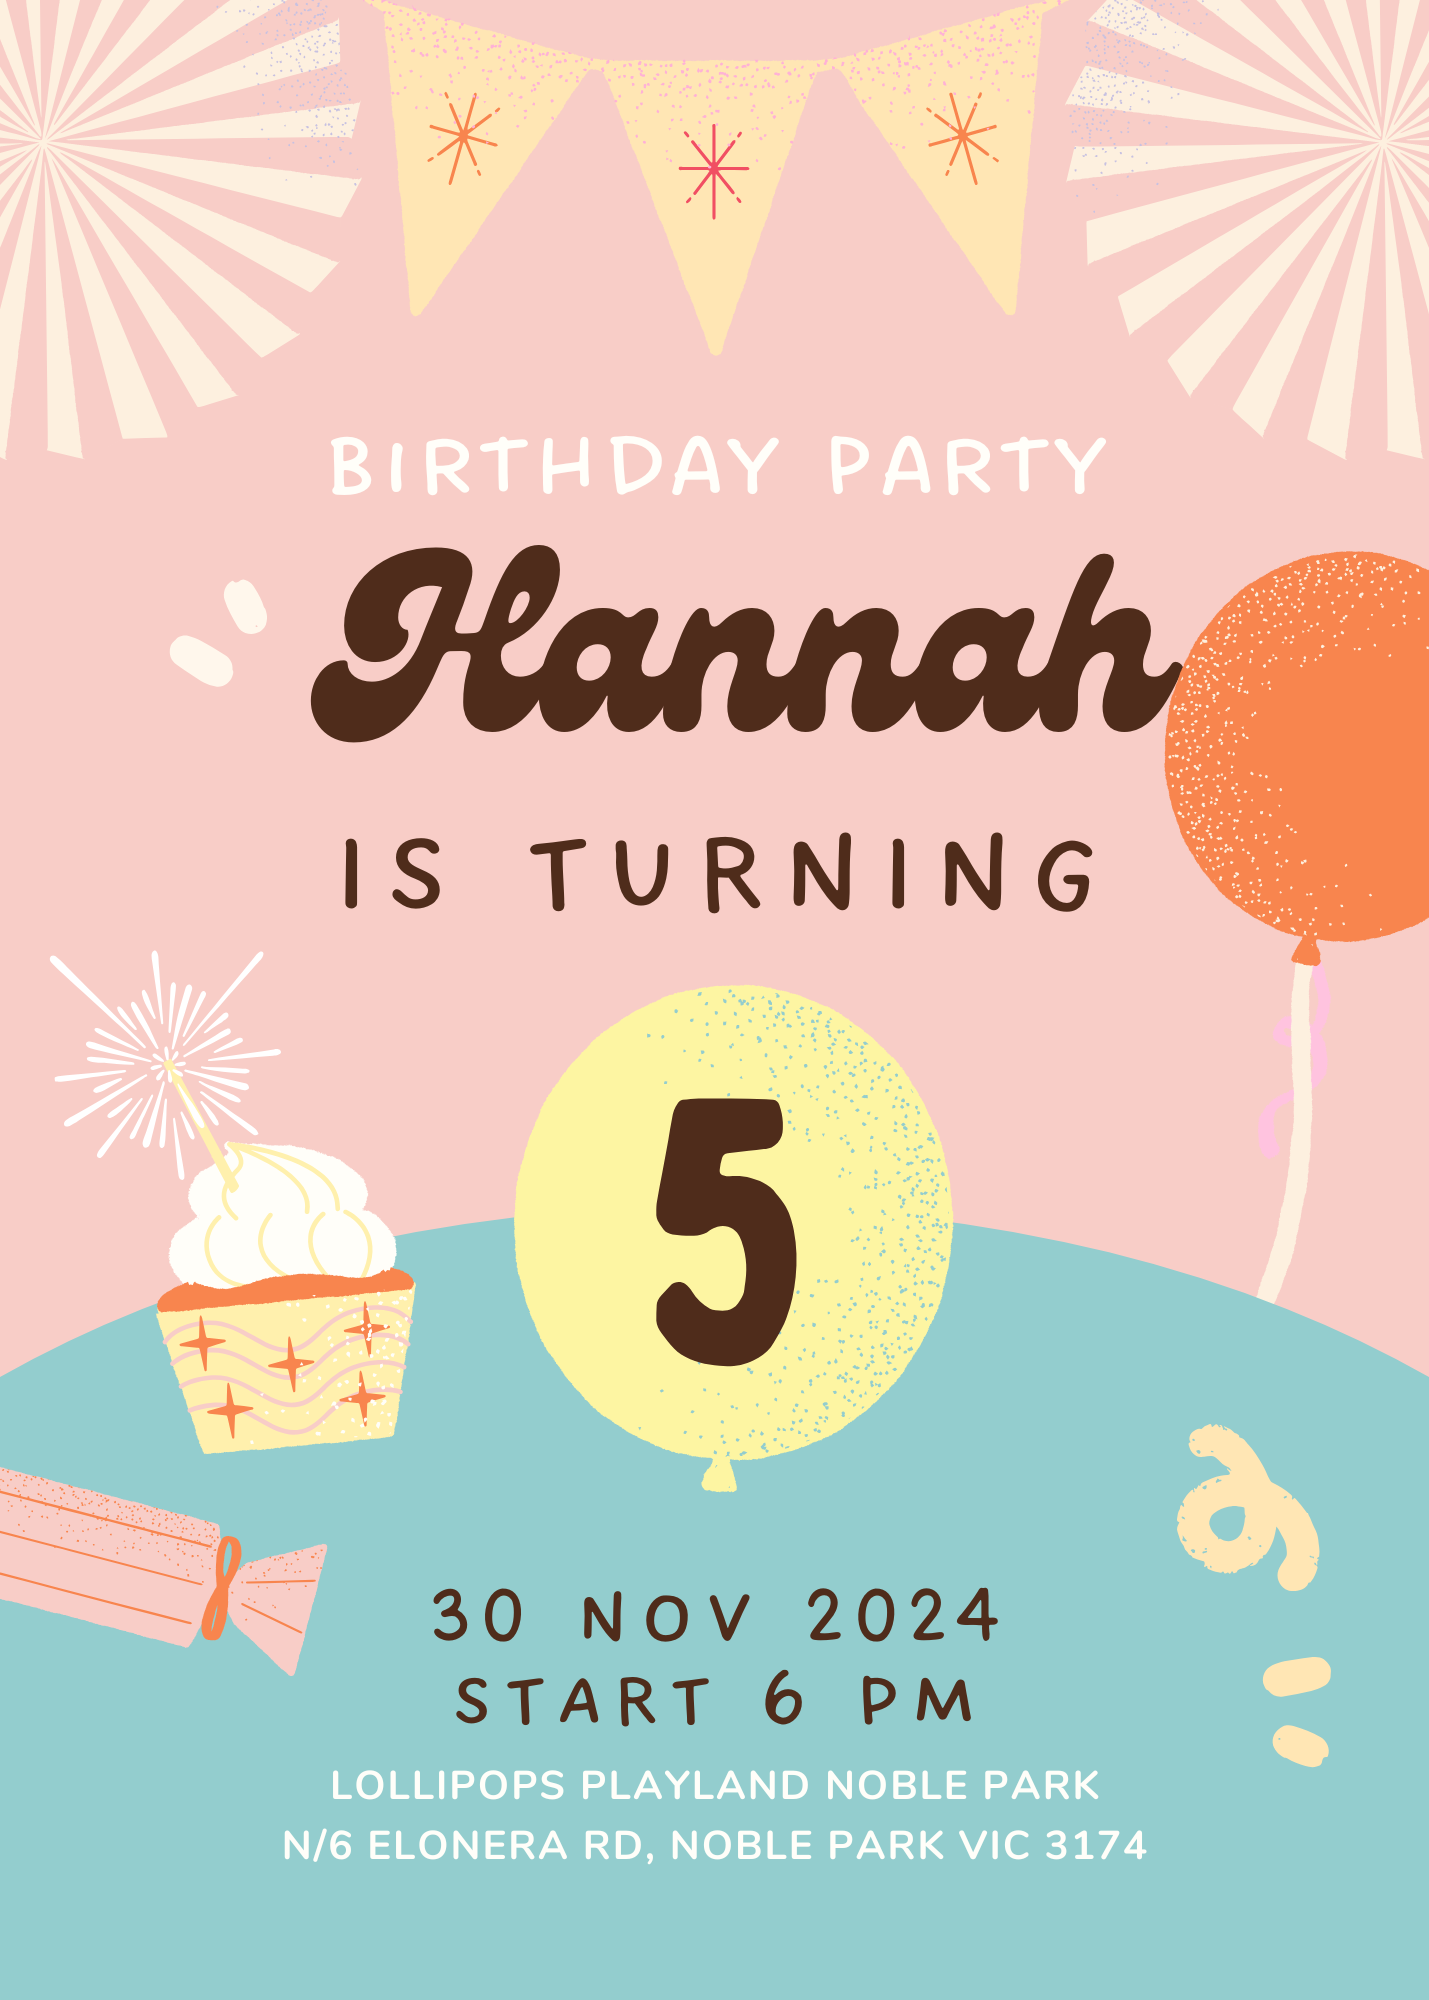 BIRTHDAY PARTY
Hannah
IS TURNING
5
30 NOV 2024
START 6 PM
LOLLIPOPS PLAYLAND NOBLE PARK
N/6 ELONERA RD, NOBLE PARK VIC 3174